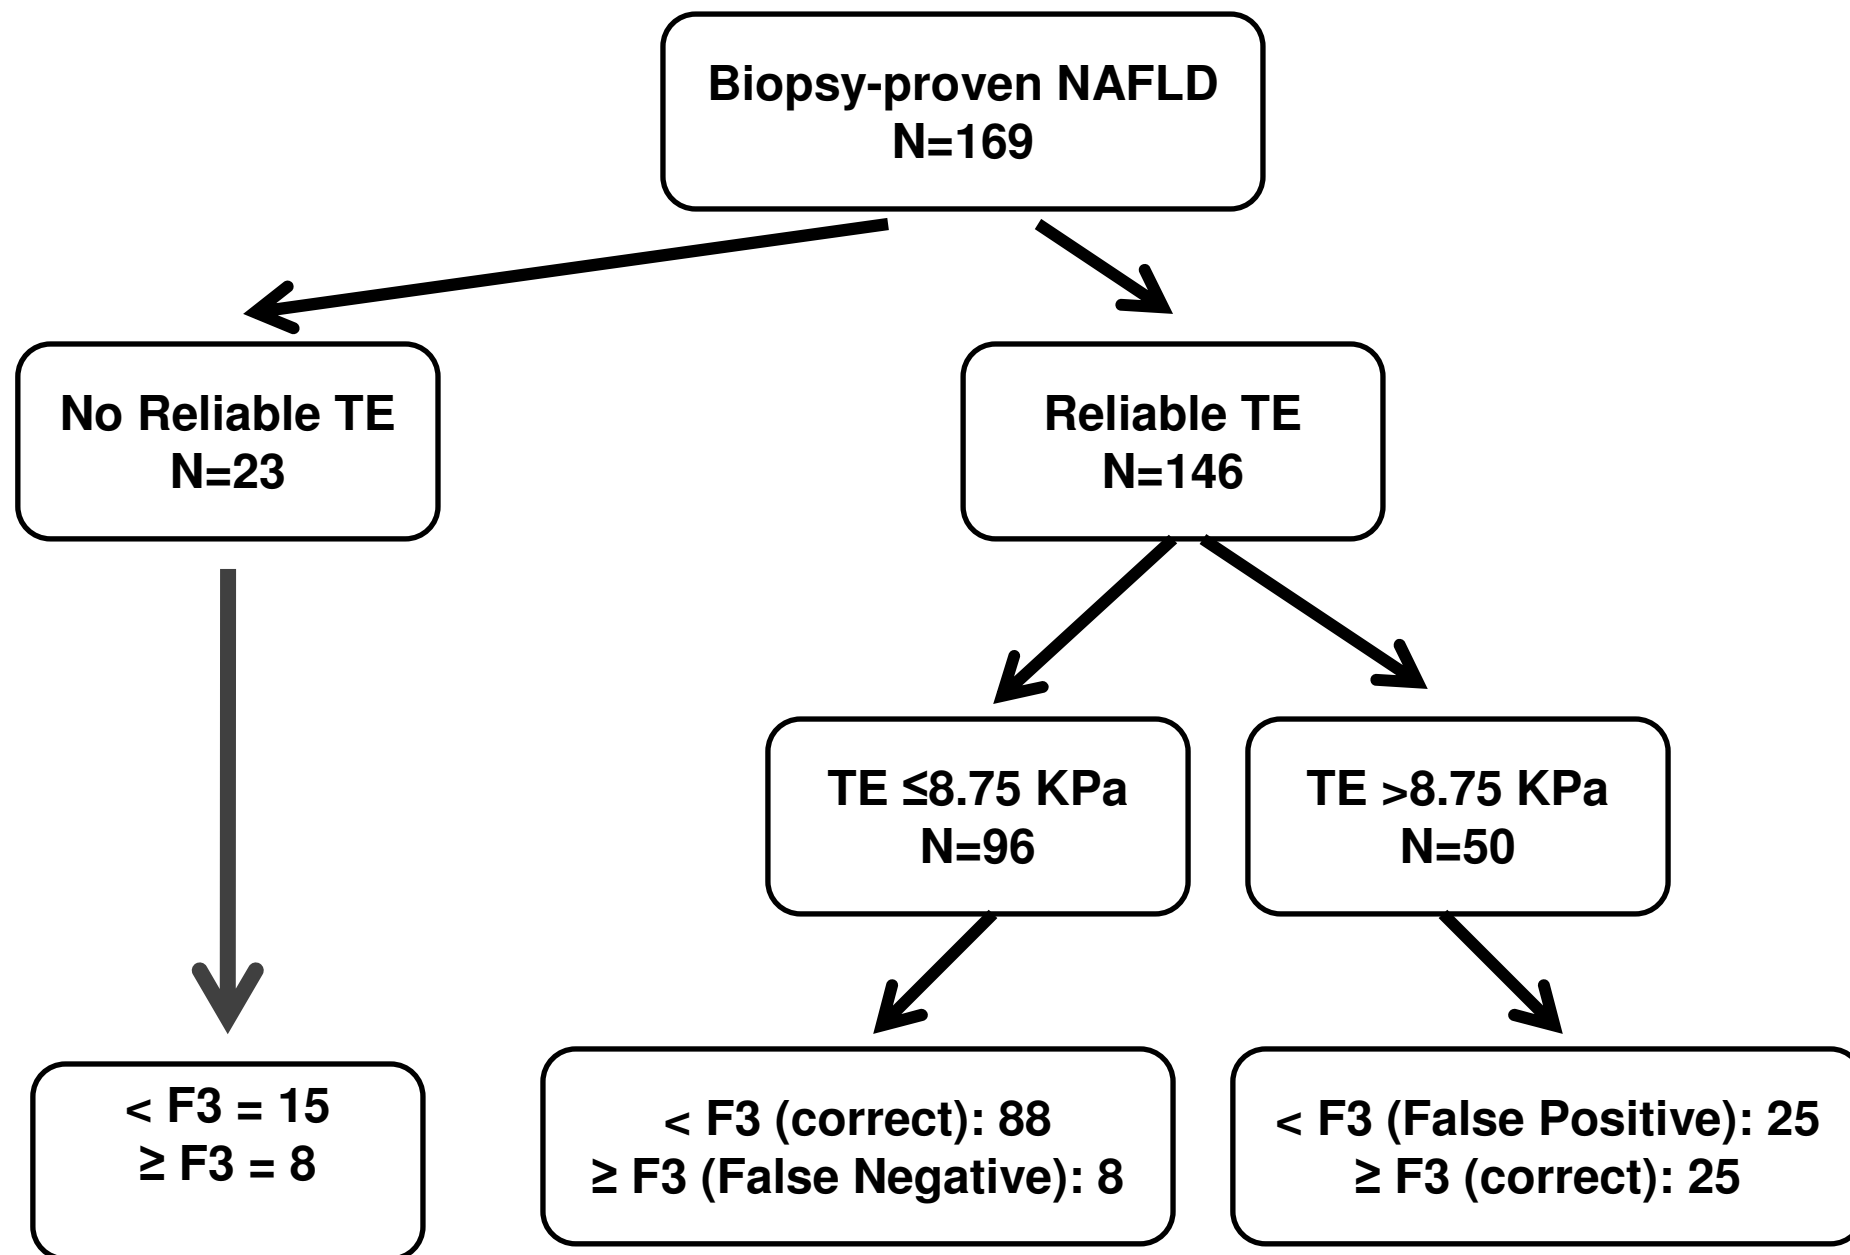 Biopsy-proven NAFLD
N=169
No Reliable TE
N=23
Reliable TE
N=146
TE ≤8.75 KPa
N=96
TE >8.75 KPa
N=50
< F3 = 15
≥ F3 = 8
< F3 (correct): 88
≥ F3 (False Negative): 8
< F3 (False Positive): 25
≥ F3 (correct): 25